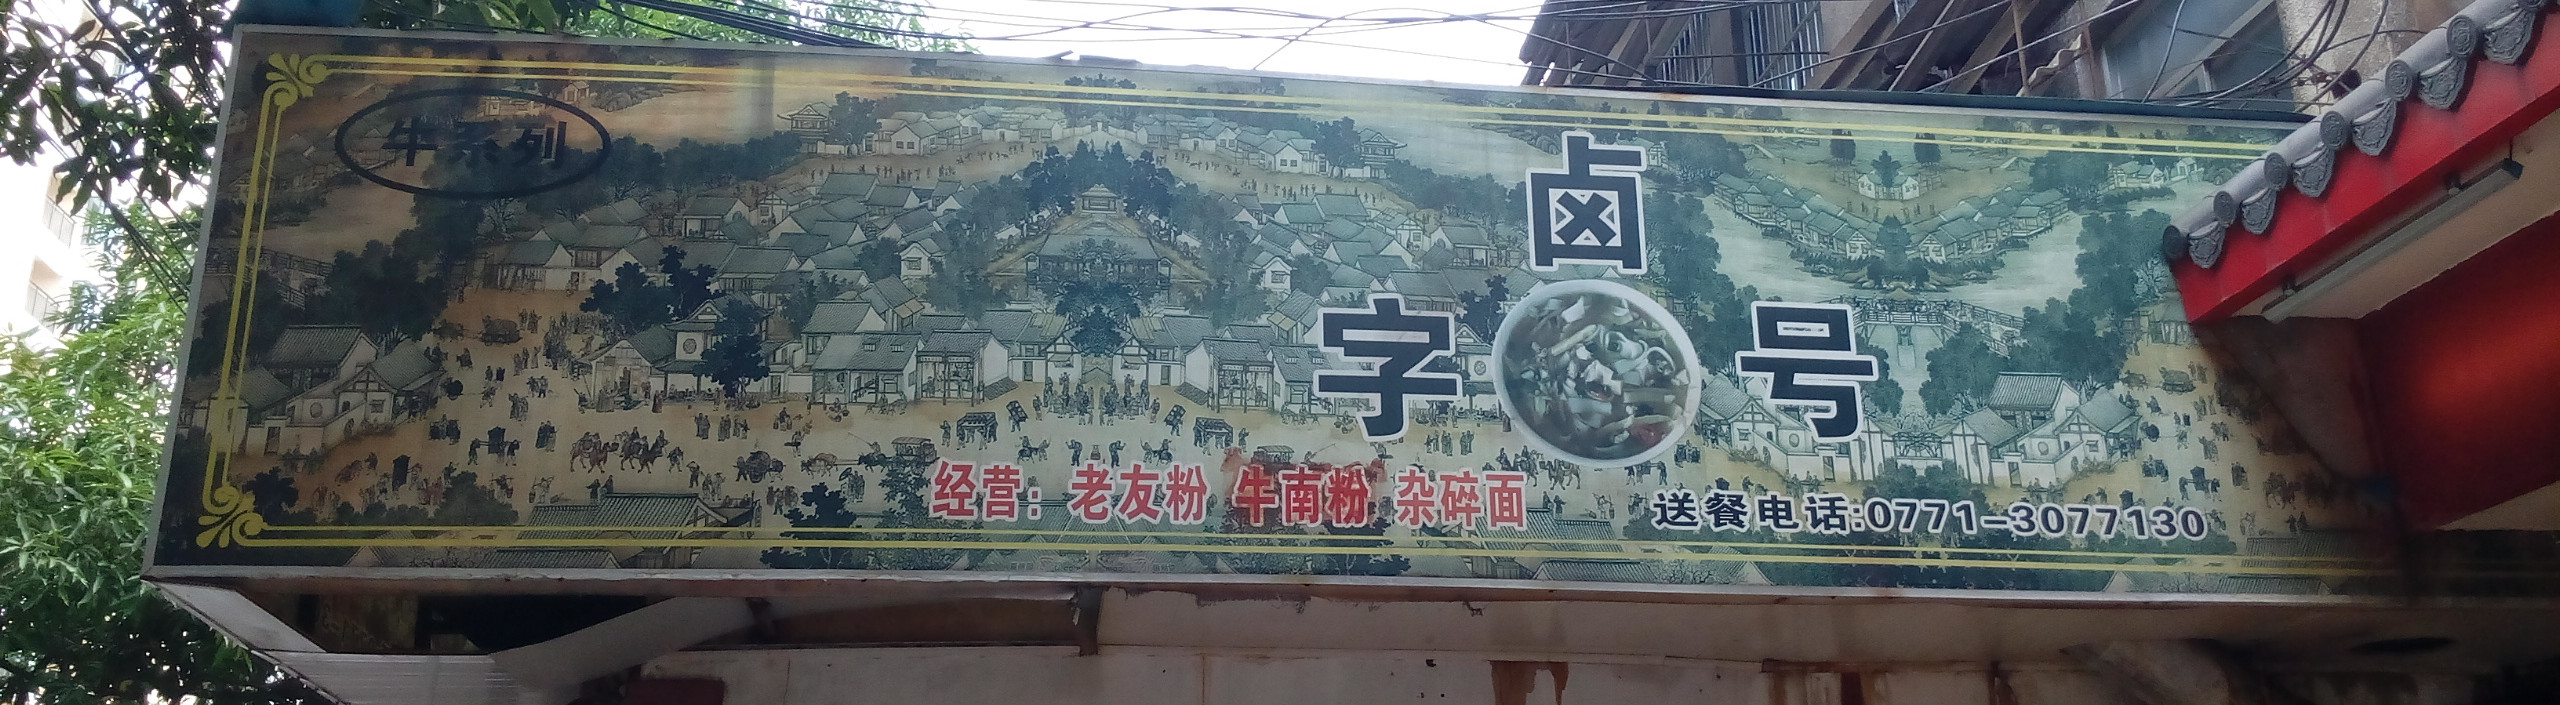 牛系列
卤
字号
经营：老友粉 牛南粉 杂碎面
送餐电话:0771-3077130